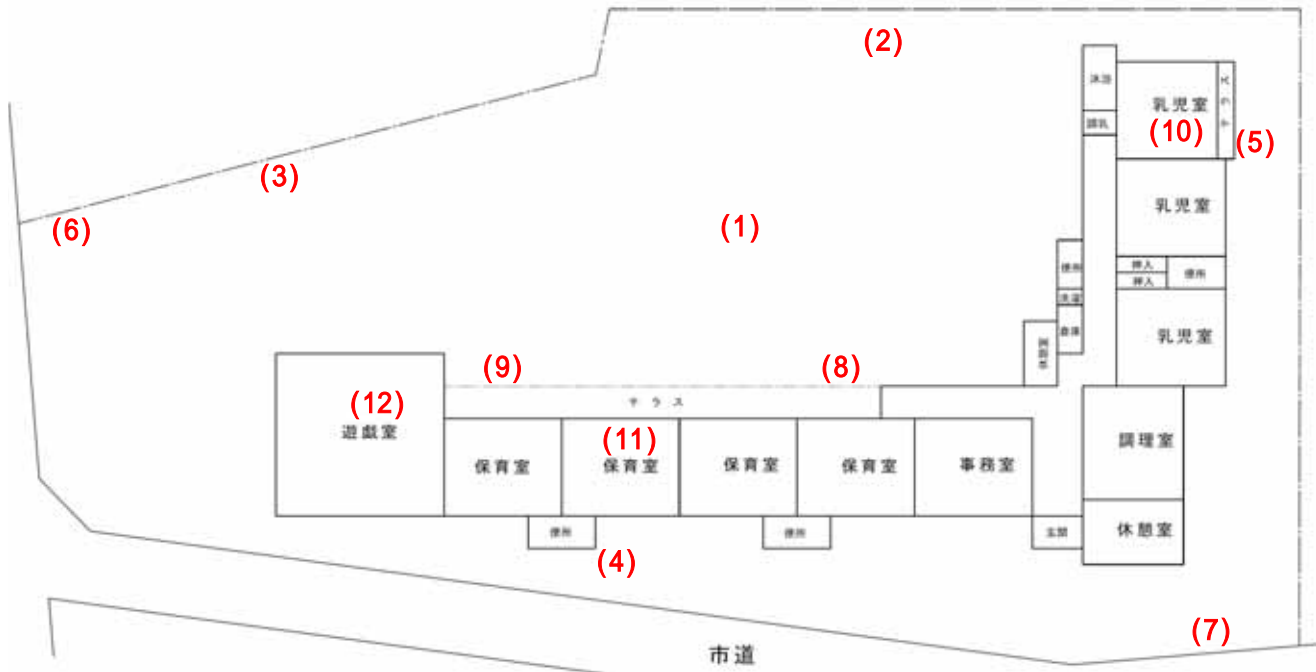 (2)
沐浴
乳児室
テラス
調乳
(10)
(5)
(3)
乳児室
(1)
(6)
便所
押入
押入
便所
洗濯
倉庫
乳児室
(9)
(8)
(12)
テラス
遊戯室
(11)
保育室
保育室
保育室
保育室
事務室
調理室
便所
便所
玄関
休憩室
(4)
(7)
市道